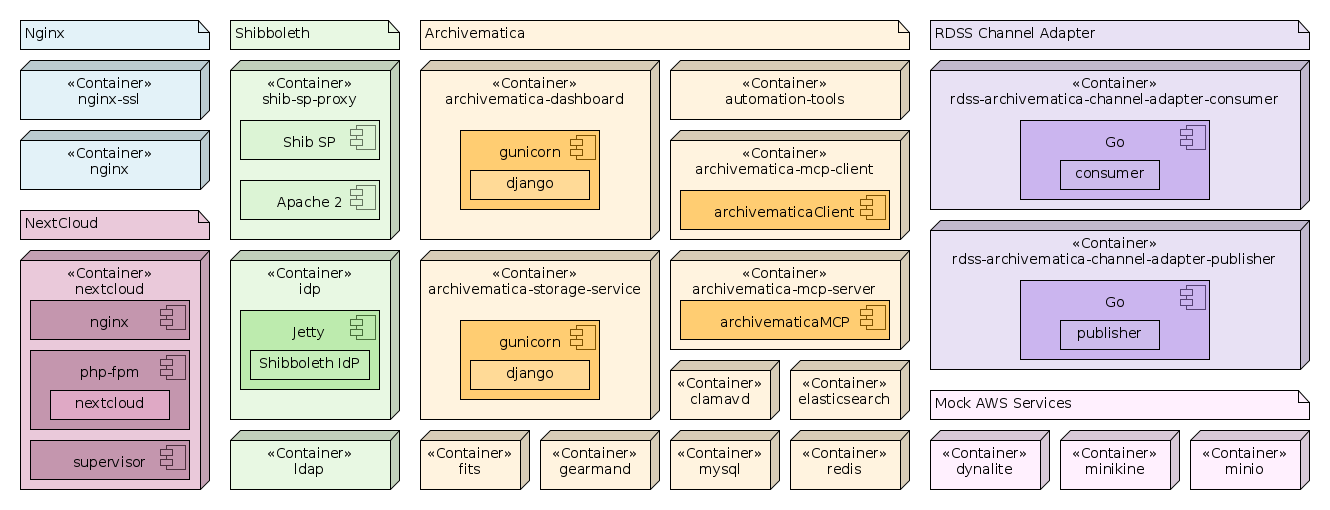 Nginx
«Container»
nginx-ssl
«Container»
nginx
NextCloud
«Container»
nextcloud
nginx
php-fpm
nextcloud
supervisor
Shibboleth
«Container»
shib-sp-proxy
Shib SP
Apache 2
«Container»
idp
Jetty
Shibboleth IdP
«Container»
ldap
Archivematica
«Container»
archivematica-dashboard
gunicorn
django
«Container»
automation-tools
«Container»
archivematica-mcp-client
archivematicaClient
«Container»
archivematica-storage-service
gunicorn
django
«Container»
archivematica-mcp-server
archivematicaMCP
«Container»
clamavd
«Container»
elasticsearch
«Container»
fits
«Container»
gearmand
«Container»
mysql
«Container»
redis
RDSS Channel Adapter
«Container»
rdss-archivematica-channel-adapter-consumer
Go
consumer
«Container»
rdss-archivematica-channel-adapter-publisher
Go
publisher
Mock AWS Services
«Container»
dynalite
«Container»
minikine
«Container»
minio